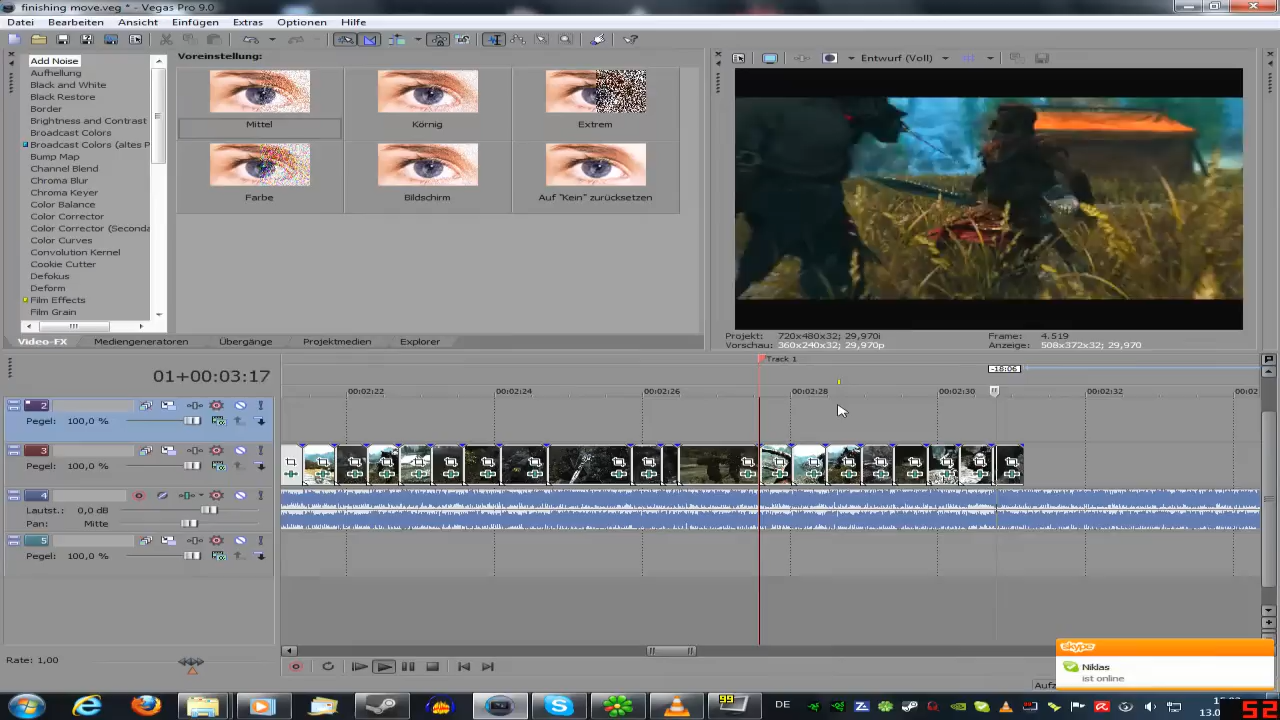 finishing move.veg * - Vegas Pro 9.0
Datei Bearbeiten Ansicht Einfügen Extras Optionen Hilfe
Add Noise
Aufhellung
Black and White
Black Restore
Border
Brightness and Contrast
Broadcast Colors
Broadcast Colors (altes P
Bump Map
Channel Blend
Chroma Blur
Chroma Keyer
Color Balance
Color Corrector
Color Corrector (Seconda
Color Curves
Convolution Kernel
Cookie Cutter
Defokus
Deform
Film Effects
Film Grain
Voreinstellung:
Mittel Körnig Extrem
Farbe Bildschirm Auf "Kein" zurücksetzen
Video-FX Mediengeneratoren Übergänge Projektmedien Explorer
Entwurf (Voll)
Projekt: 720x480x32; 29,970i Frame: 4.519
Vorschau: 360x240x32; 29,970p Anzeige: 508x372x32; 29,970
Track 1
01+00:03:17
-18:06
00:02:22 00:02:24 00:02:26 00:02:28 00:02:30 00:02:32 00:02
2
Pegel: 100,0 %
3
Pegel: 100,0 %
4
Lautst.: 0,0 dB
Pan: Mitte
5
Pegel: 100,0 %
Rate: 1,00
skype
Niklas
ist online
Aufz
99
DE
13.0
52